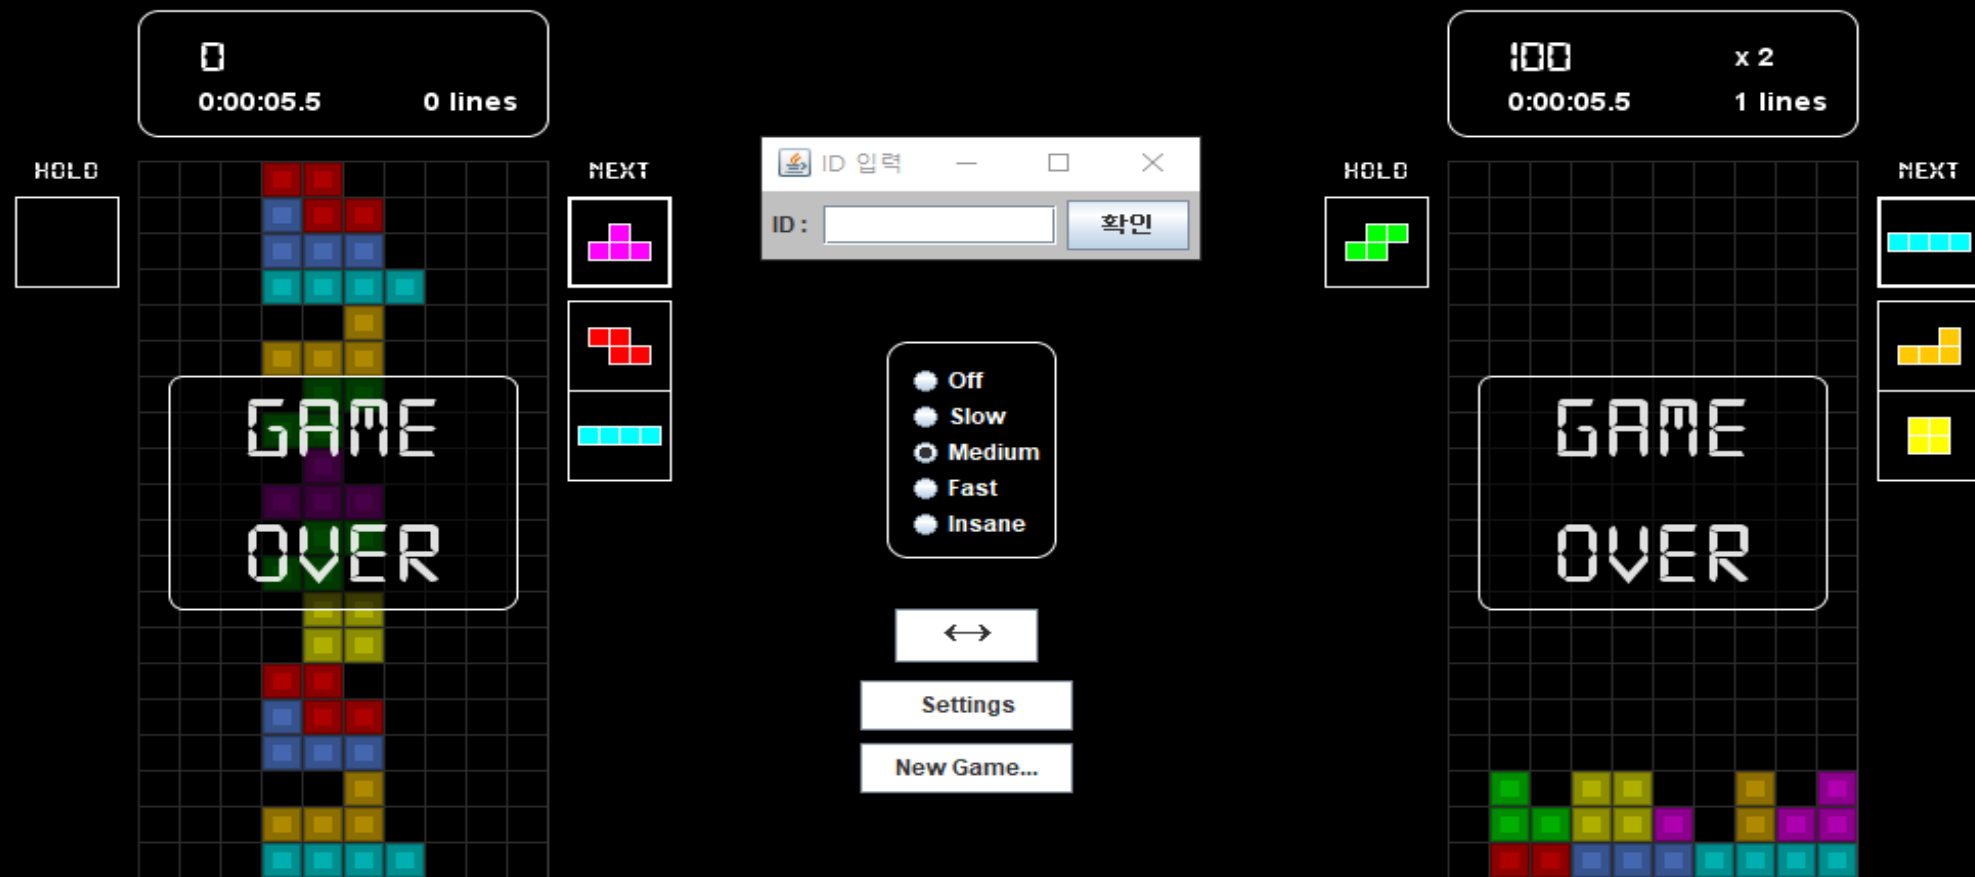 0
0:00:05.5 0 lines
HOLD
NEXT
GAME
OVER
ID 입력
ID :
확인
Off
Slow
Medium
Fast
Insane
↔
Settings
New Game...
100 x 2
0:00:05.5 1 lines
HOLD
NEXT
GAME
OVER